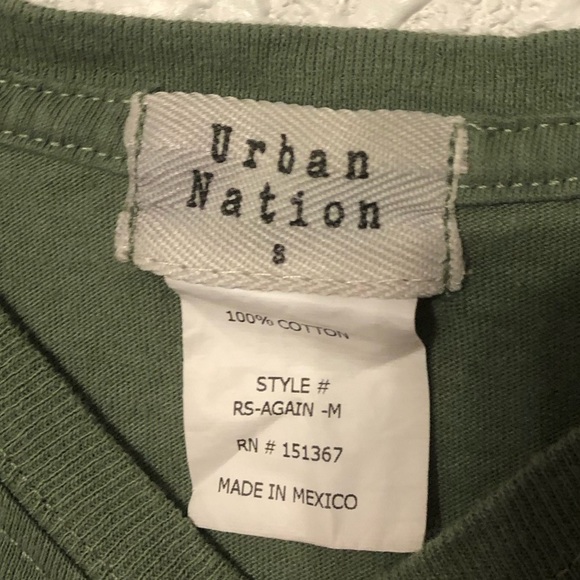 Urban
Nation
S
100% COTTON
STYLE #
RS-AGAIN -M
RN # 151367
MADE IN MEXICO